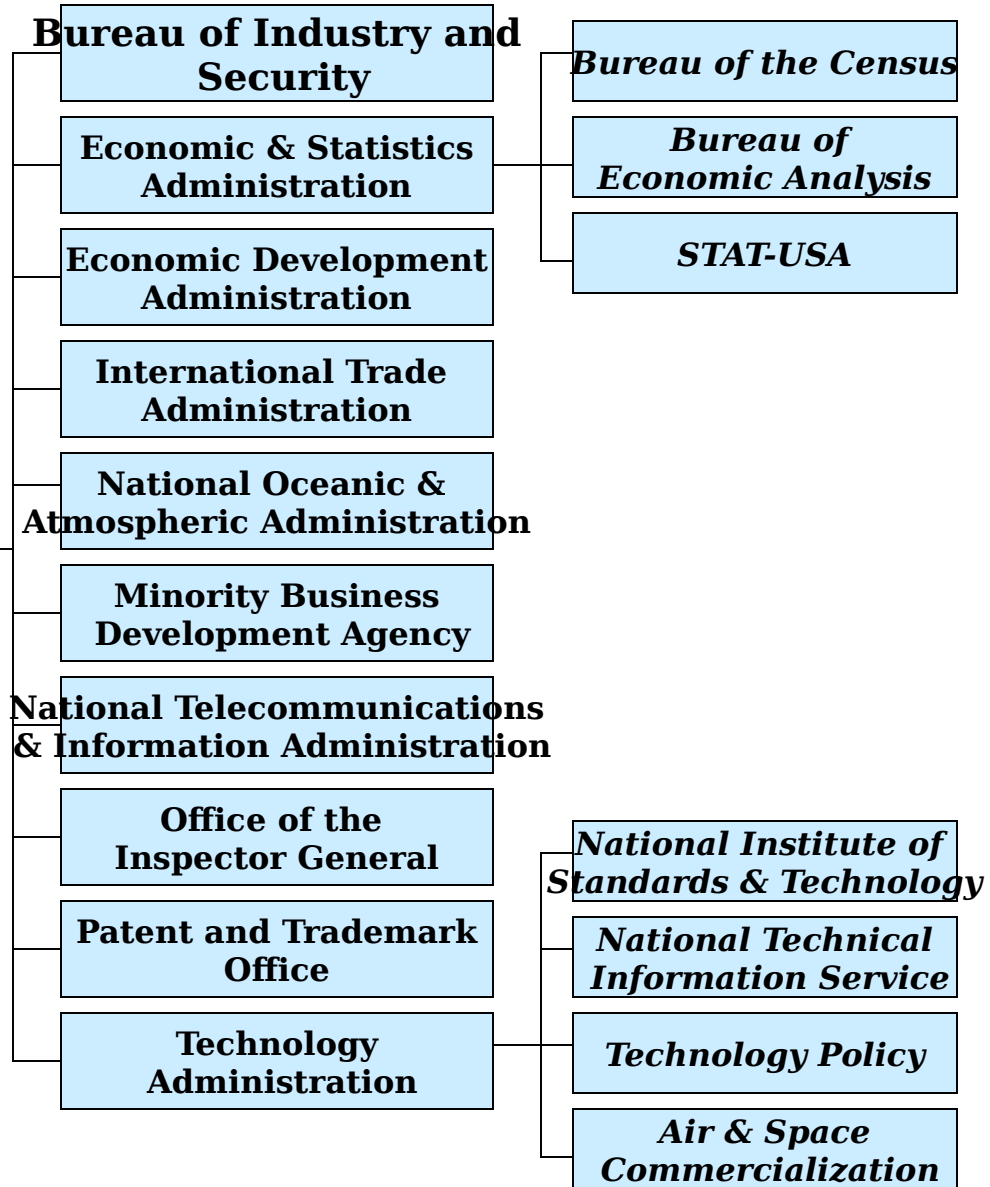 Bureau of Industry and
Security
Economic & Statistics
Administration
Economic Development
Administration
International Trade
Administration
National Oceanic &
Atmospheric Administration
Minority Business
Development Agency
National Telecommunications
& Information Administration
Office of the
Inspector General
Patent and Trademark
Office
Technology
Administration
Bureau of the Census
Bureau of
Economic Analysis
STAT-USA
National Institute of
Standards & Technology
National Technical
Information Service
Technology Policy
Air & Space
Commercialization